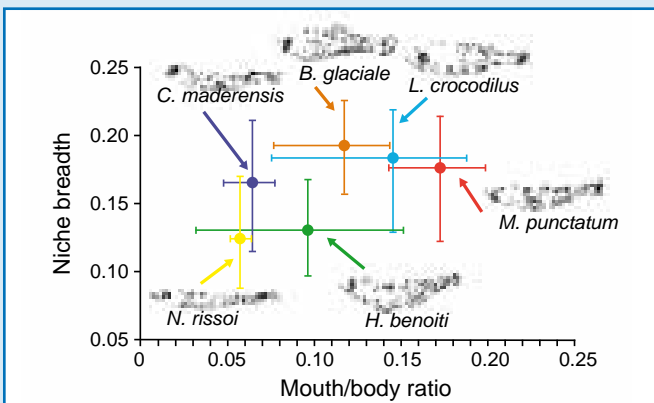 B. glaciale
C. maderensis
L. crocodilus
M. punctatum
N. rissoi
H. benoiti
Niche breadth
0.25
0.20
0.15
0.10
0.05
0
0.05
0.10
0.15
0.20
0.25
Mouth/body ratio